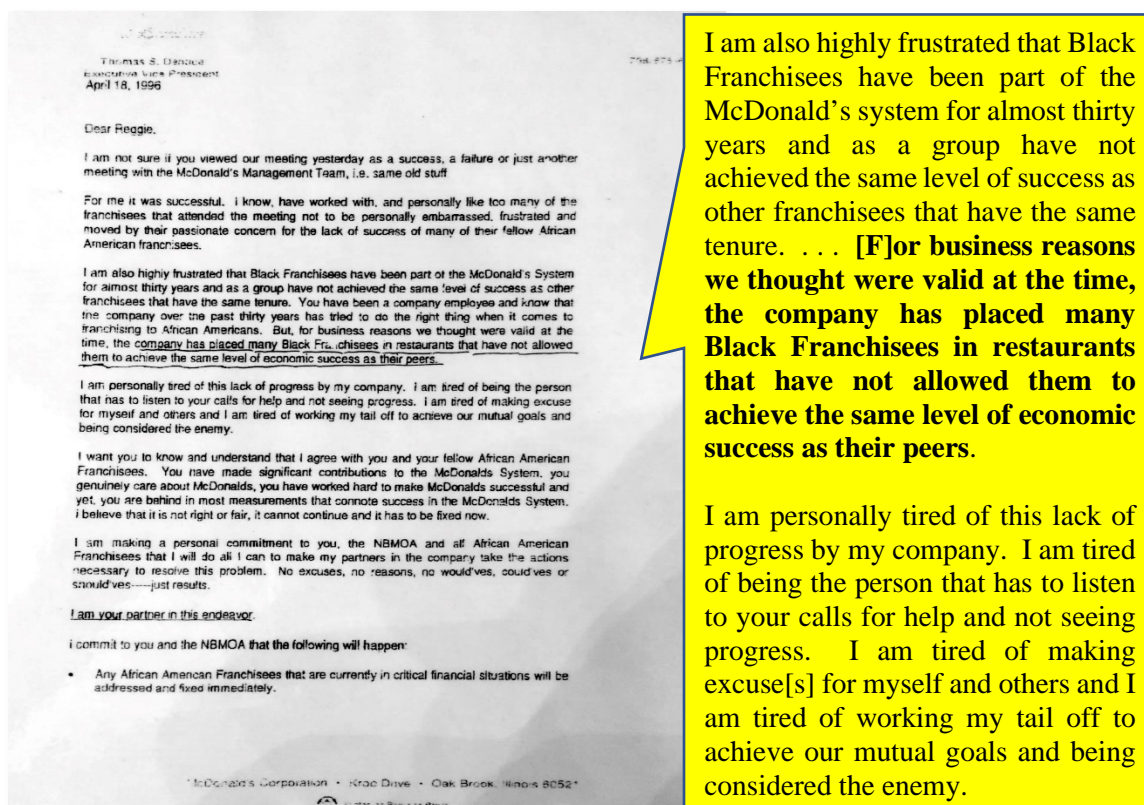 Thomas S. Dentice
Executive Vice President
April 18, 1996
Dear Reggie,
I am not sure if you viewed our meeting yesterday as a success, a failure or just another
meeting with the McDonald's Management Team, i.e. same old stuff
For me it was successful. I know, have worked with, and personally like too many of the
franchisees that attended the meeting not to be personally embarrassed, frustrated and
moved by their passionate concern for the lack of success of many of their fellow African
American franchisees.
I am also highly frustrated that Black Franchisees have been part of the McDonald's System
for almost thirty years and as a group have not achieved the same level of success as other
franchisees that have the same tenure. You have been a company employee and know that
the company over the past thirty years has tried to do the right thing when it comes to
franchising to African Americans. But, for business reasons we thought were valid at the
time, the company has placed many Black Franchisees in restaurants that have not allowed
them to achieve the same level of economic success as their peers.
I am personally tired of this lack of progress by my company. I am tired of being the person
that has to listen to your calls for help and not seeing progress. I am tired of making excuse
for myself and others and I am tired of working my tail off to achieve our mutual goals and
being considered the enemy.
I want you to know and understand that I agree with you and your fellow African American
Franchisees. You have made significant contributions to the McDonalds System, you
genuinely care about McDonalds, you have worked hard to make McDonalds successful and
yet, you are behind in most measurements that connote success in the McDonalds System.
I believe that it is not right or fair, it cannot continue and it has to be fixed now.
I am making a personal commitment to you, the NBMOA and all African American
Franchisees that I will do all I can to make my partners in the company take the actions
necessary to resolve this problem. No excuses, no reasons, no would'ves, could'ves or
should'ves----just results.
I am your partner in this endeavor.
I commit to you and the NBMOA that the following will happen:
• Any African American Franchisees that are currently in critical financial situations will be
addressed and fixed immediately.
McDonald's Corporation • Kroc Drive • Oak Brook, Illinois 60521
I am also highly frustrated that Black
Franchisees have been part of the
McDonald's system for almost thirty
years and as a group have not
achieved the same level of success as
other franchisees that have the same
tenure. . . . [F]or business reasons
we thought were valid at the time,
the company has placed many
Black Franchisees in restaurants
that have not allowed them to
achieve the same level of economic
success as their peers.
I am personally tired of this lack of
progress by my company. I am tired
of being the person that has to listen
to your calls for help and not seeing
progress. I am tired of making
excuse[s] for myself and others and I
am tired of working my tail off to
achieve our mutual goals and being
considered the enemy.